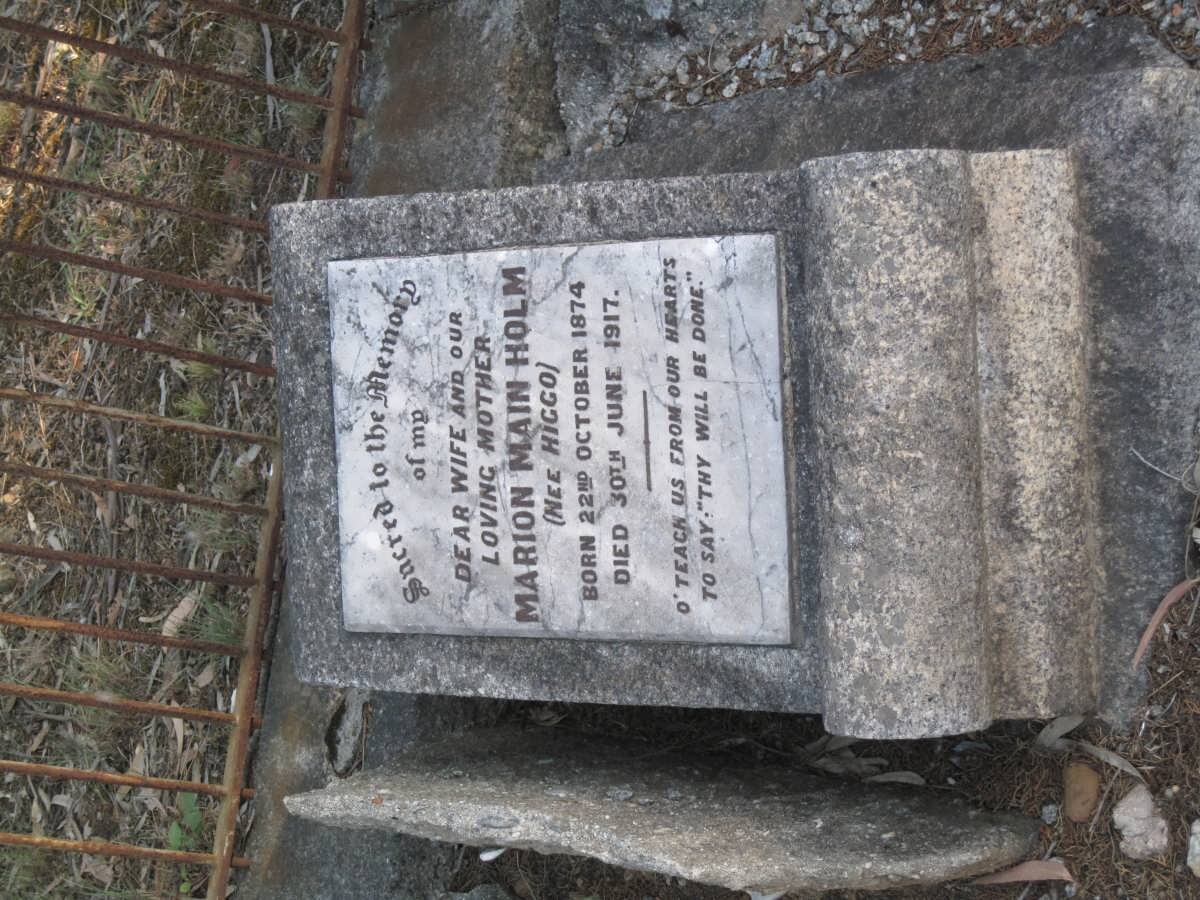 Sacred to the Memory
of my
DEAR WIFE AND OUR
LOVING MOTHER
MARION MAIN HOLM
(NEE HIGGO)
BORN 22ND OCTOBER 1874
DIED 30TH JUNE 1917.
O' TEACH US FROM OUR HEARTS
TO SAY: "THY WILL BE DONE."